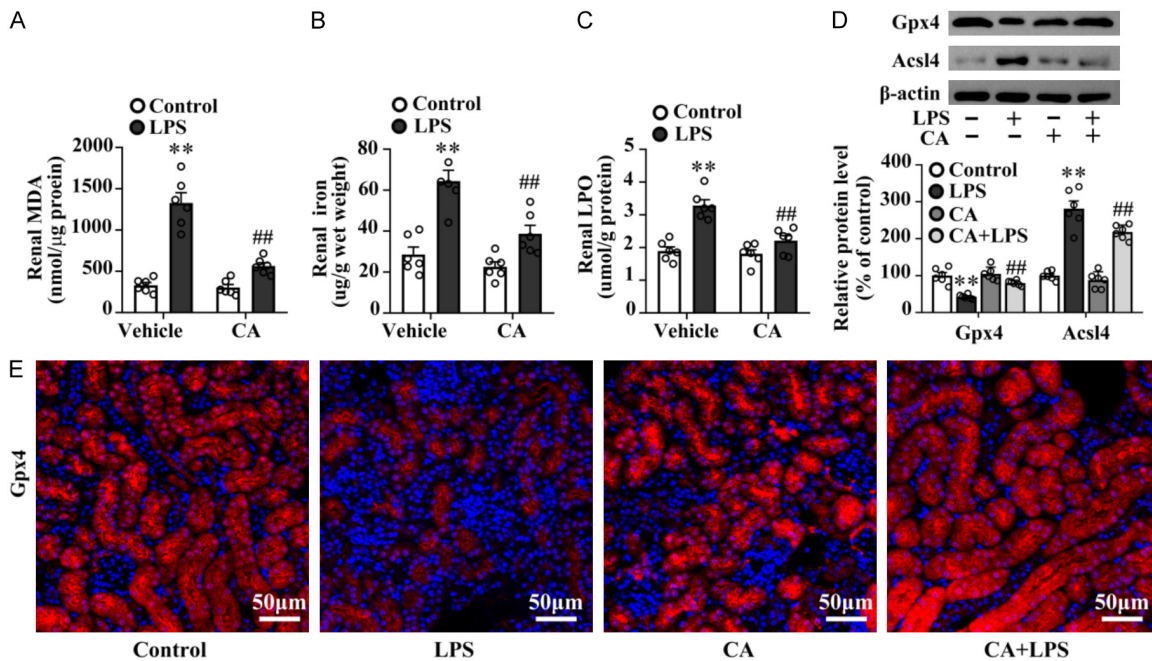 A
Control
LPS
Renal MDA
(nmol/μg proein)
2000
1500
1000
500
0
**
##
Vehicle
CA
B
Control
LPS
Renal iron
(ug/g wet weight)
80
60
40
20
0
**
##
Vehicle
CA
C
Control
LPS
Renal LPO
(umol/g protein)
5
4
3
2
1
0
**
##
Vehicle
CA
D
Gpx4
Acsl4
β-actin
LPS - + - +
CA - - + +
Relative protein level
(% of control)
400
300
200
100
0
Control
LPS
CA
CA+LPS
**
##
**
##
Gpx4
Acsl4
E
Gpx4
50μm
50μm
50μm
50μm
Control
LPS
CA
CA+LPS